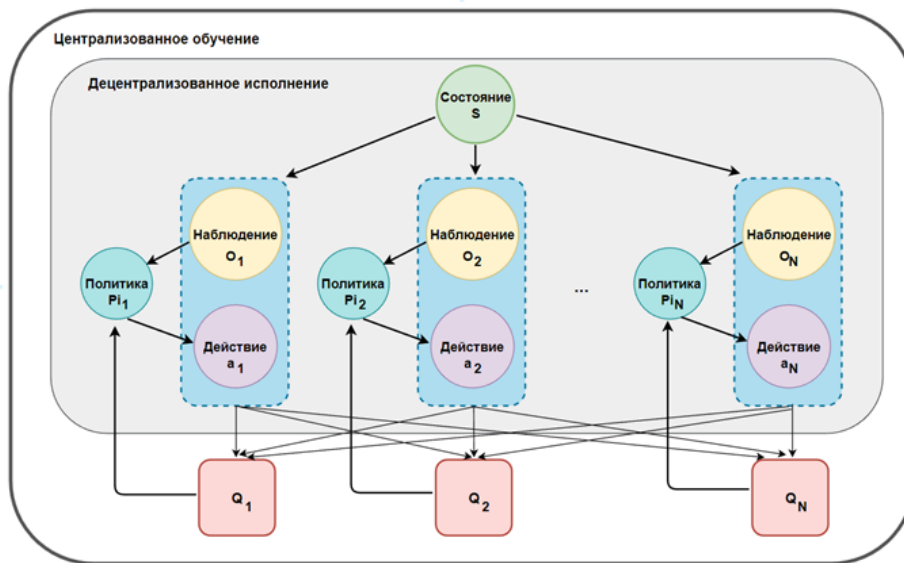 Централизованное обучение
Децентрализованное исполнение
Состояние
S
Наблюдение
O1
Наблюдение
O2
Наблюдение
ON
Политика
Pi1
Политика
Pi2
...
Политика
PiN
Действие
a1
Действие
a2
Действие
aN
Q1
Q2
QN